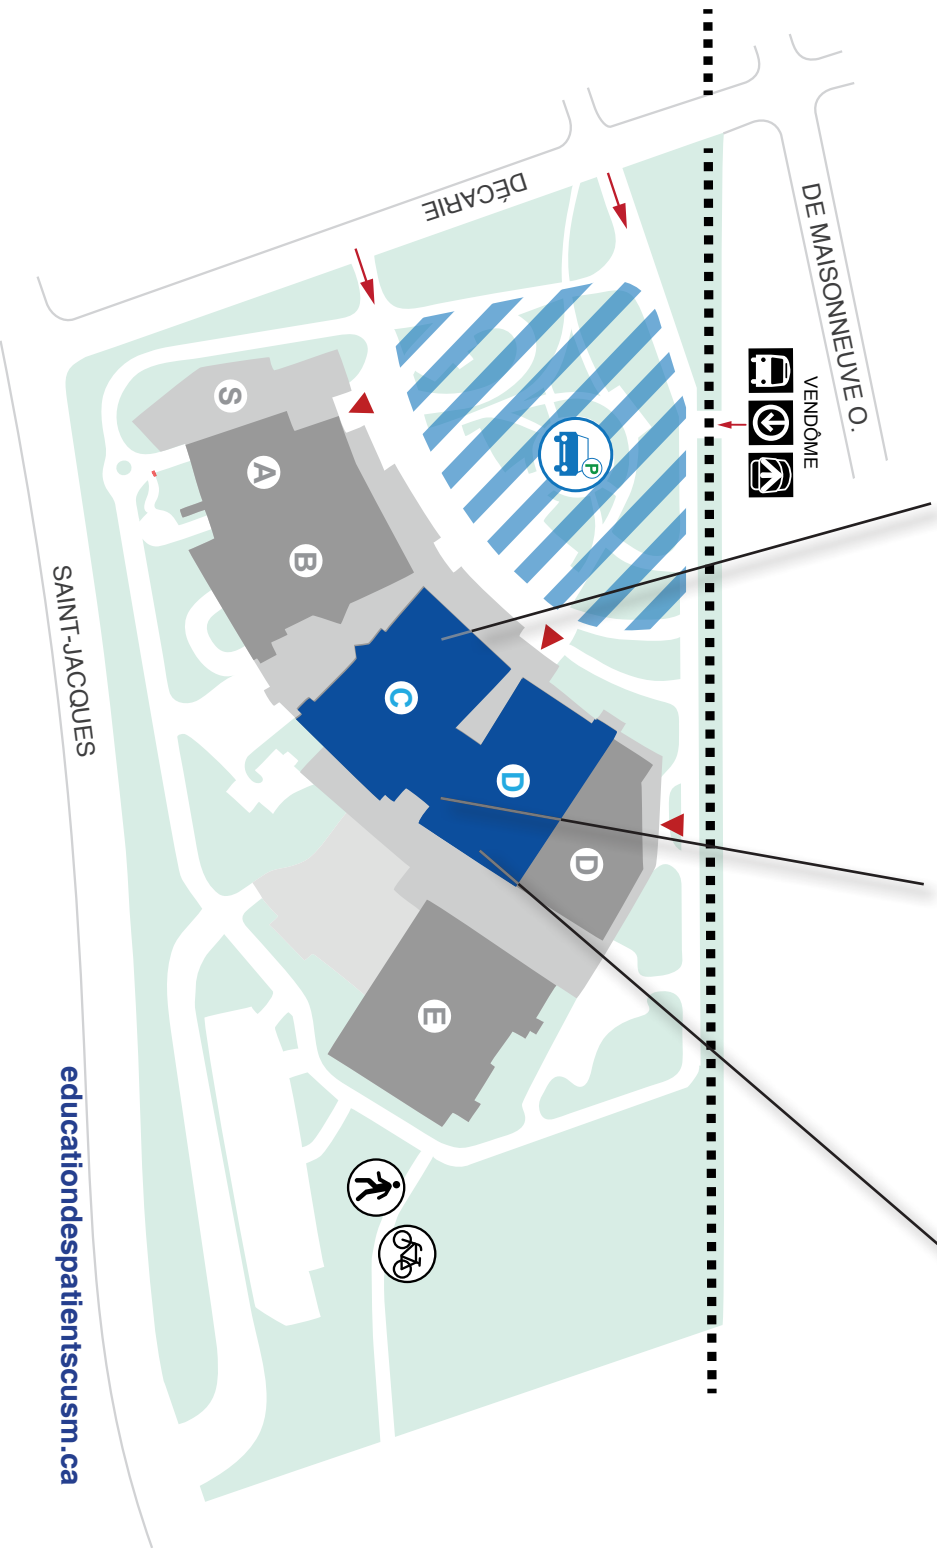 DÉCARIE
DE MAISONNEUVE O.
VENDÔME
P
S
A
B
C
D
D
E
SAINT-JACQUES
educationdespatientscusm.ca